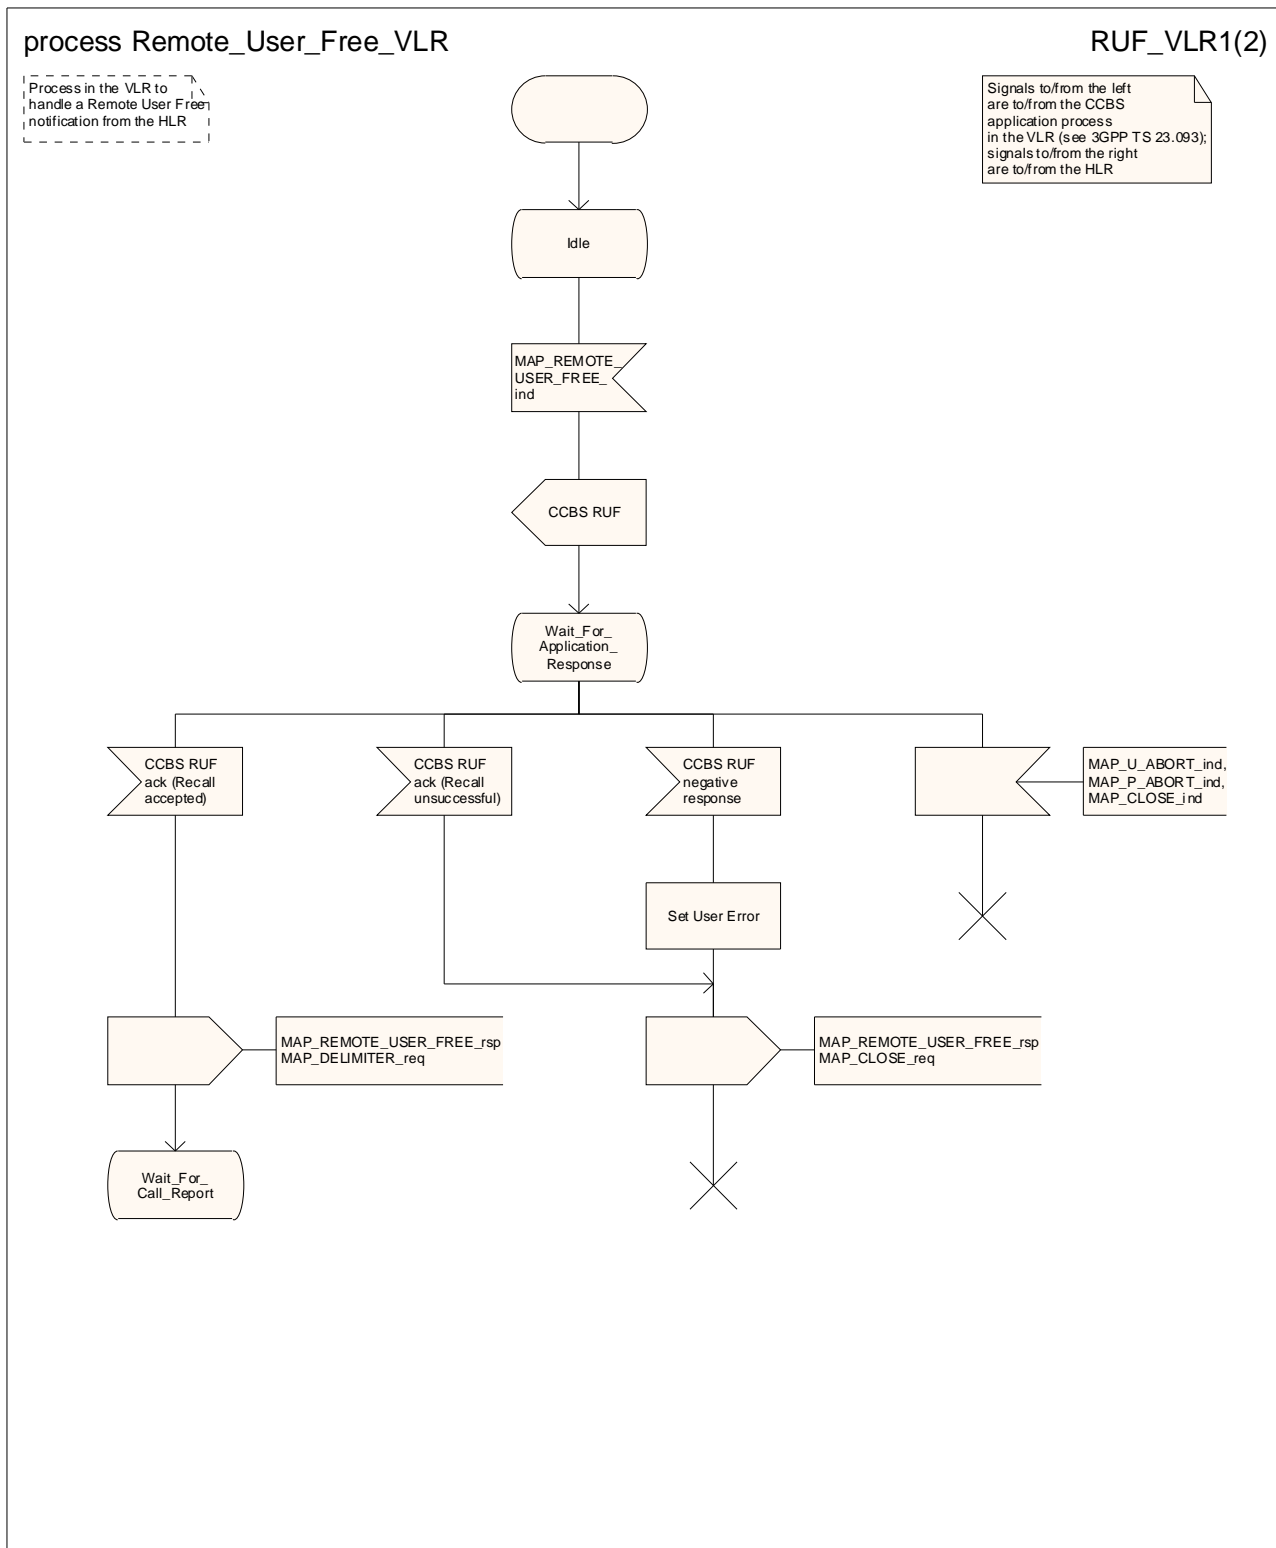 process Remote_User_Free_VLR
RUF_VLR1(2)
Process in the VLR to
handle a Remote User Free
notification from the HLR
Signals to/from the left
are to/from the CCBS
application process
in the VLR (see 3GPP TS 23.093);
signals to/from the right
are to/from the HLR
Idle
MAP_REMOTE_
USER_FREE_
ind
CCBS RUF
Wait_For_
Application_
Response
CCBS RUF
ack (Recall
accepted)
CCBS RUF
ack (Recall
unsuccessful)
CCBS RUF
negative
response
MAP_U_ABORT_ind,
MAP_P_ABORT_ind,
MAP_CLOSE_ind
Set User Error
MAP_REMOTE_USER_FREE_rsp
MAP_DELIMITER_req
MAP_REMOTE_USER_FREE_rsp
MAP_CLOSE_req
Wait_For_
Call_Report